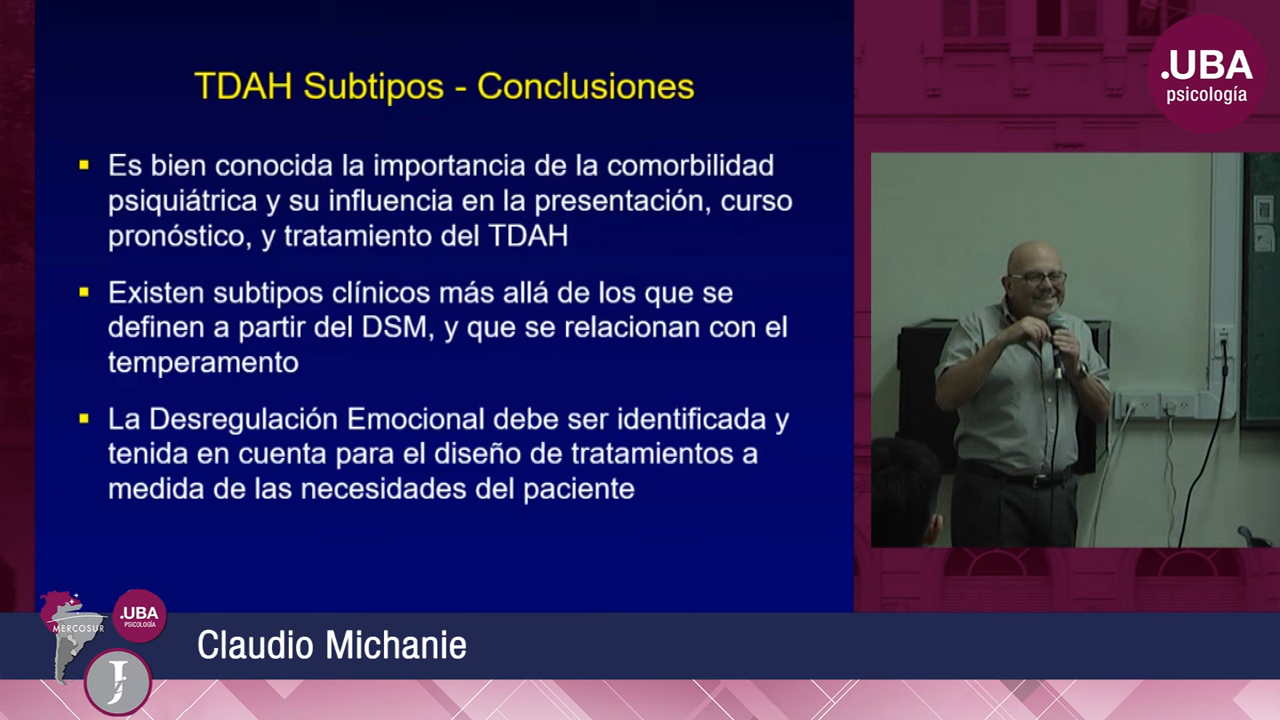 TDAH Subtipos - Conclusiones
Es bien conocida la importancia de la comorbilidad
psiquiátrica y su influencia en la presentación, curso
pronóstico, y tratamiento del TDAH
Existen subtipos clínicos más allá de los que se
definen a partir del DSM, y que se relacionan con el
temperamento
La Desregulación Emocional debe ser identificada y
tenida en cuenta para el diseño de tratamientos a
medida de las necesidades del paciente
.UBA
psicología
MERCOSUR
.UBA
PSICOLOGÍA
J
Claudio Michanie